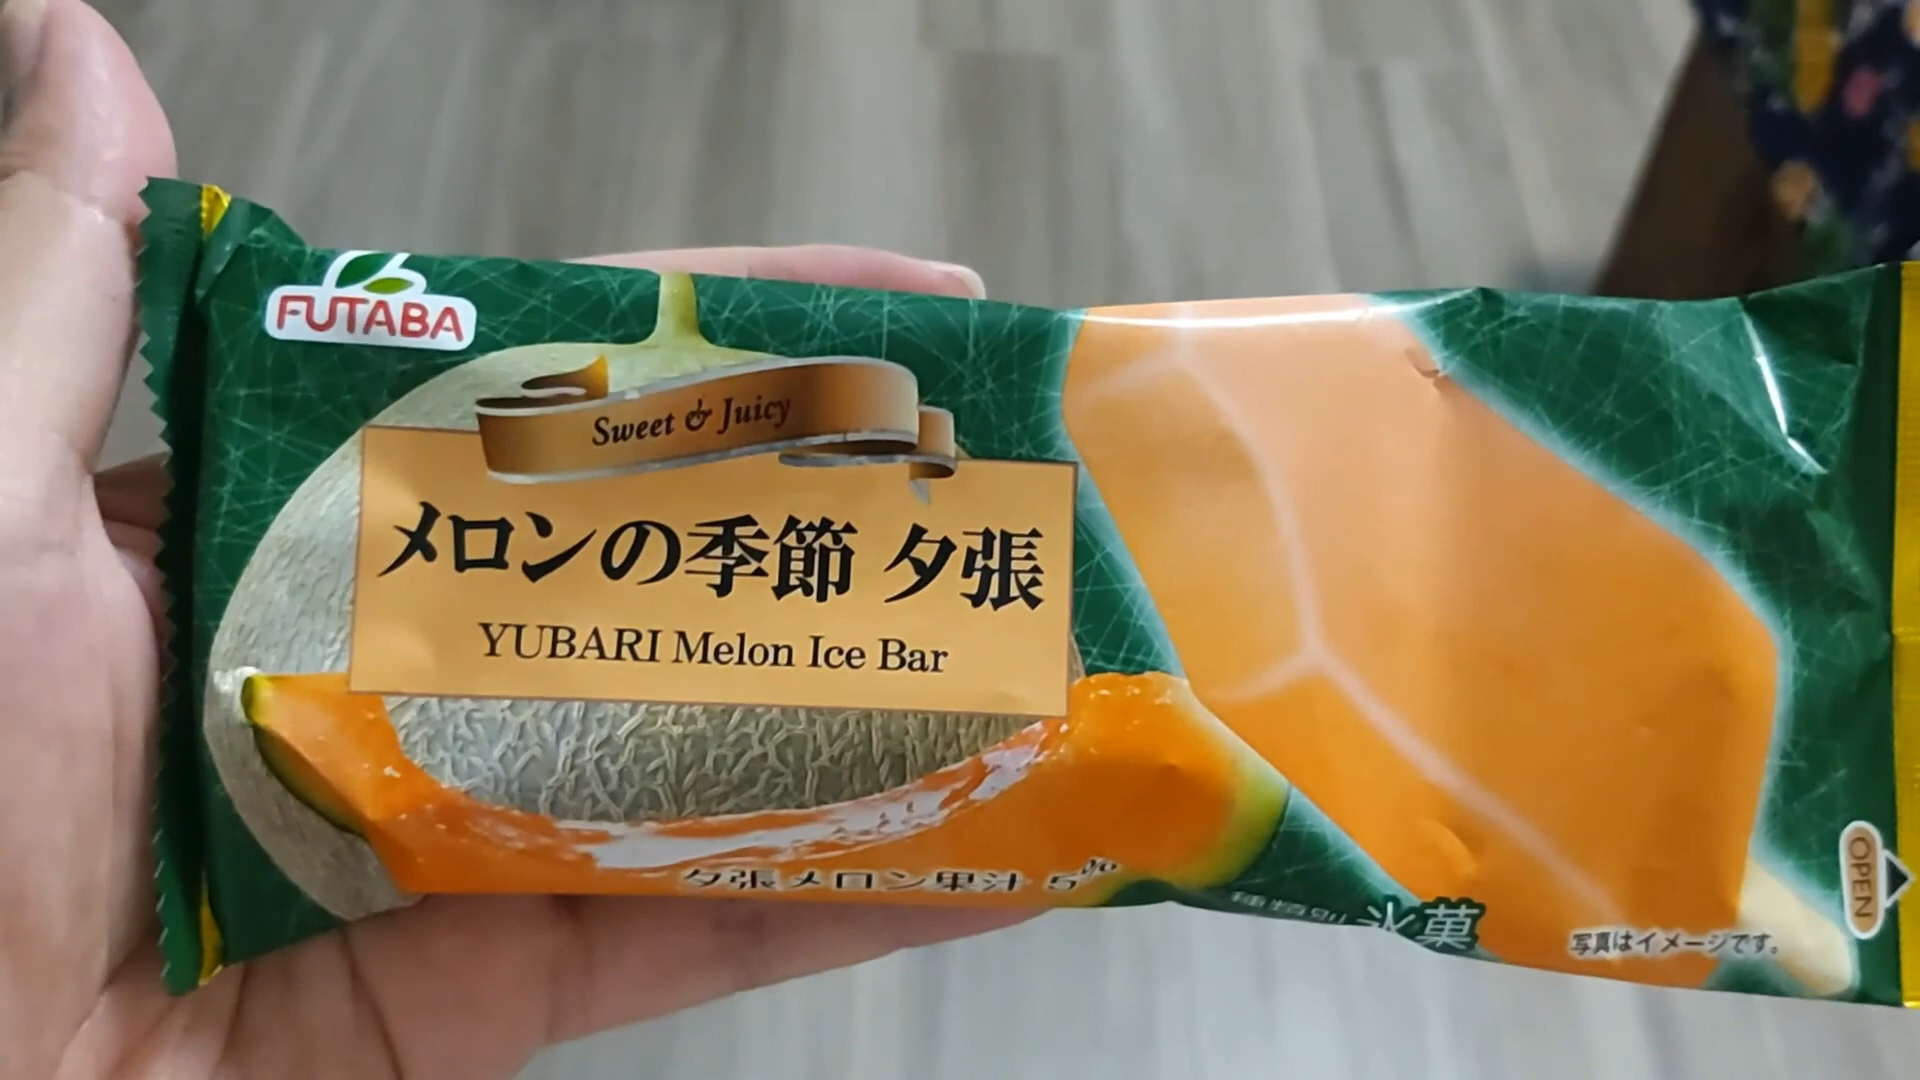 FUTABA
Sweet & Juicy
メロンの季節 夕張
YUBARI Melon Ice Bar
夕張メロン果汁 5%
種類別 氷菓
写真はイメージです。
OPEN